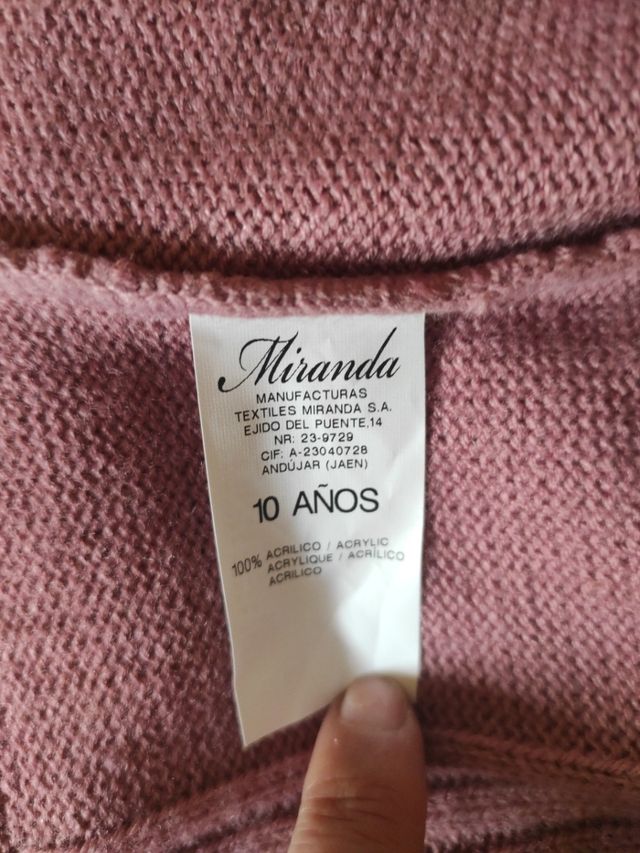 Miranda
MANUFACTURAS
TEXTILES MIRANDA S.A.
EJIDO DEL PUENTE,14
NR: 23-9729
CIF: A-23040728
ANDÚJAR (JAEN)
10 AÑOS
100% ACRILICO / ACRYLIC
ACRYLIQUE / ACRÍLICO
ACRILICO